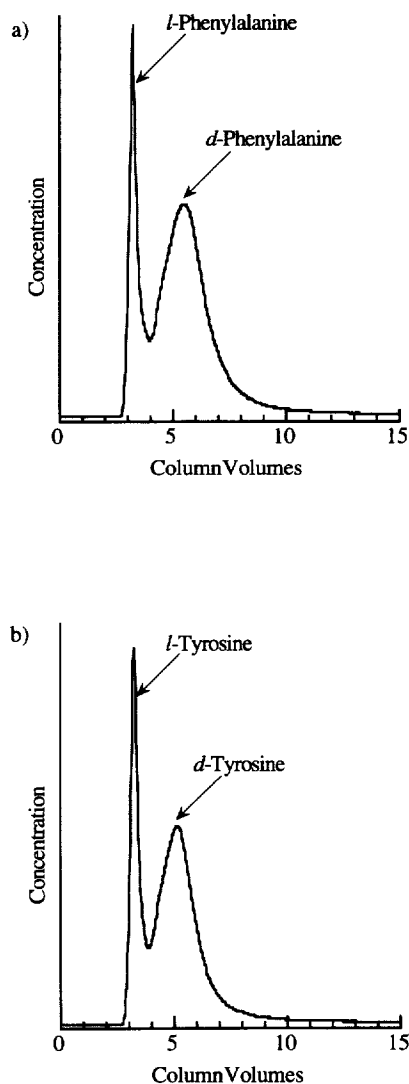 a)
l-Phenylalanine
d-Phenylalanine
Concentration
0 5 10 15
ColumnVolumes
b)
l-Tyrosine
d-Tyrosine
Concentration
0 5 10 15
ColumnVolumes